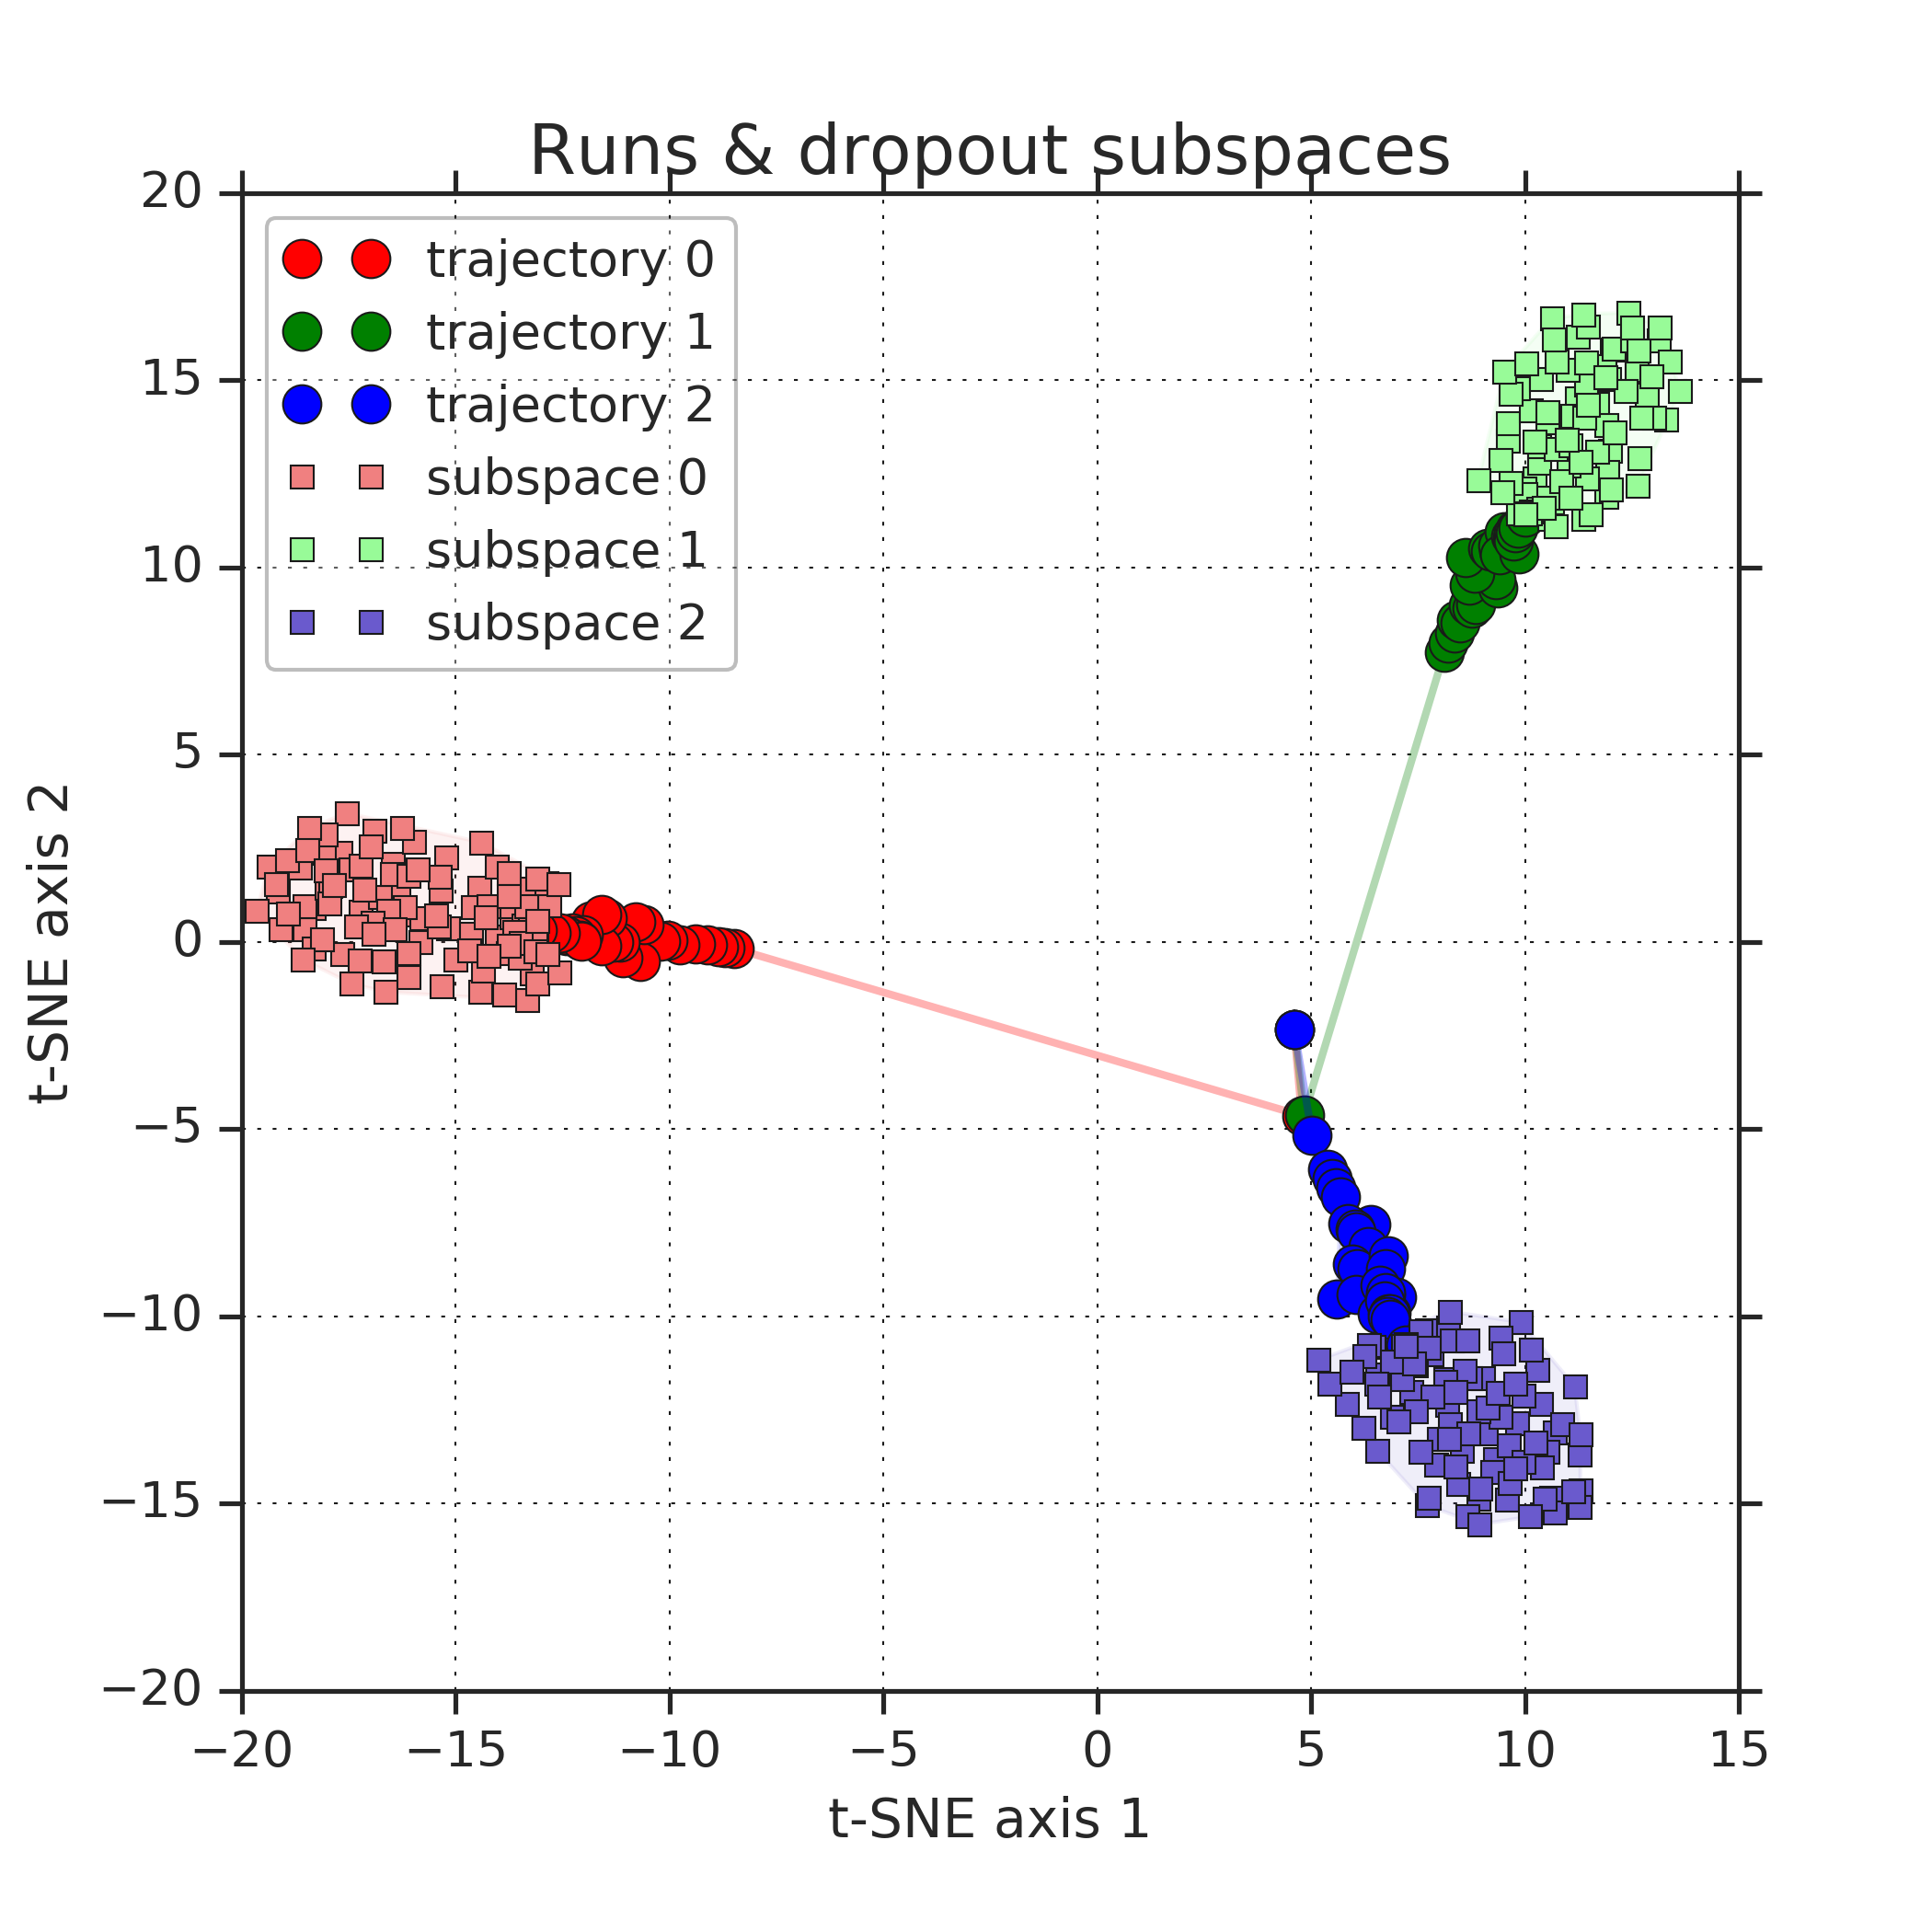 Runs & dropout subspaces
20
15
10
5
0
−5
−10
−15
−20
t-SNE axis 2
trajectory 0
trajectory 1
trajectory 2
subspace 0
subspace 1
subspace 2
−20 −15 −10 −5 0 5 10 15
t-SNE axis 1